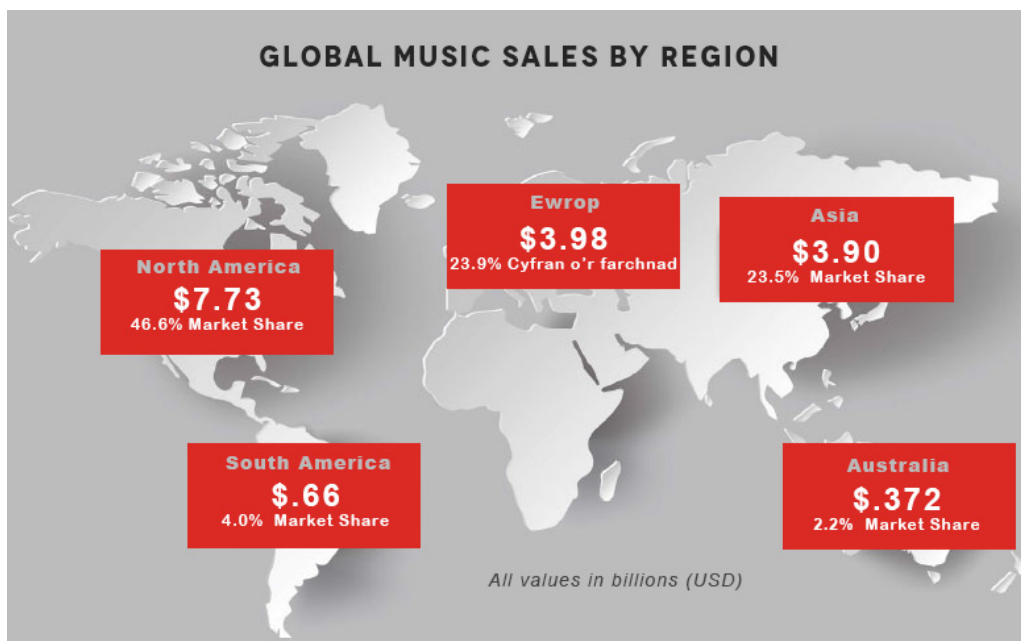 GLOBAL MUSIC SALES BY REGION
Ewrop
$3.98
23.9% Cyfran o'r farchnad
Asia
$3.90
23.5% Market Share
North America
$7.73
46.6% Market Share
South America
$.66
4.0% Market Share
Australia
$.372
2.2% Market Share
All values in billions (USD)